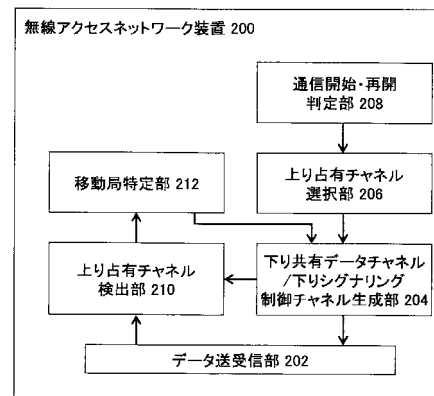 無線アクセスネットワーク装置 200
通信開始・再開
判定部 208
移動局特定部 212
上り占有チャネル
選択部 206
上り占有チャネル
検出部 210
下り共有データチャネル
/下りシグナリング
制御チャネル生成部 204
データ送受信部 202